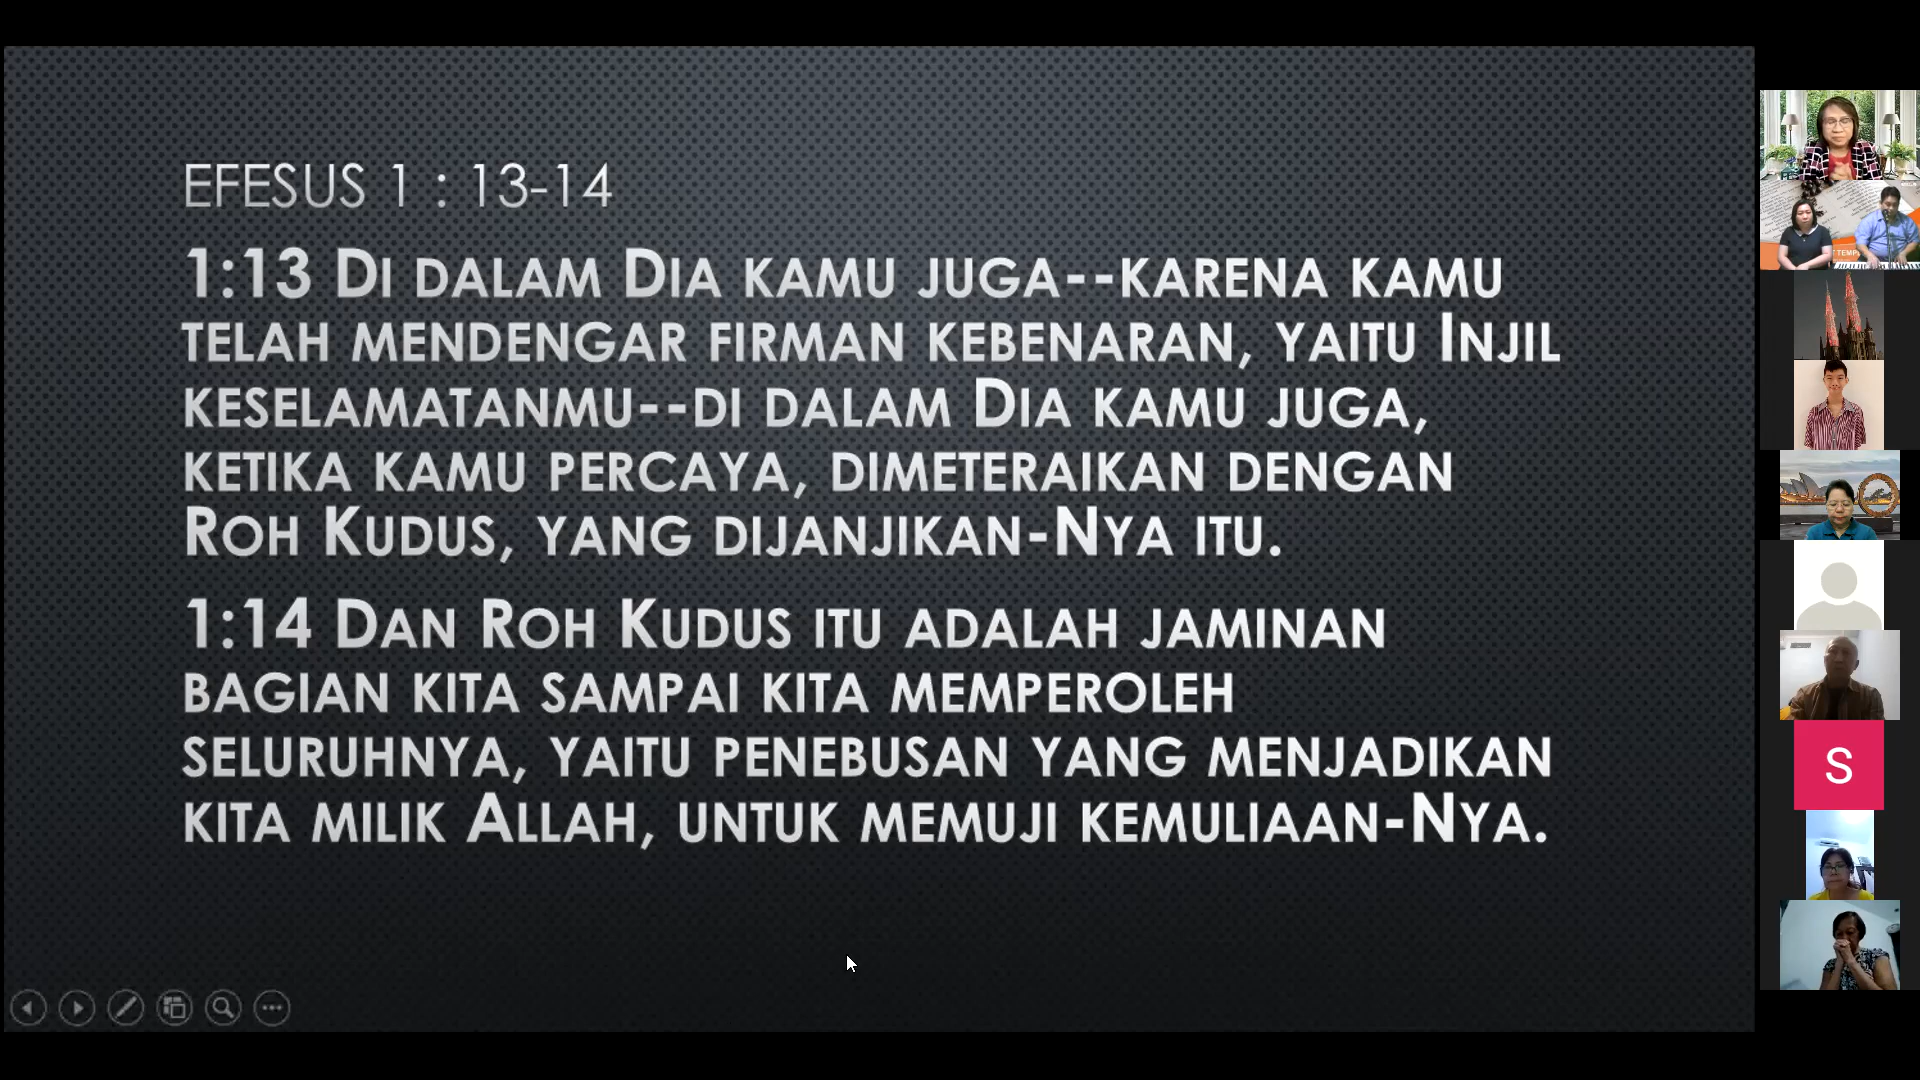 EFESUS 1 : 13-14
1:13 DI DALAM DIA KAMU JUGA--KARENA KAMU
TELAH MENDENGAR FIRMAN KEBENARAN, YAITU INJIL
KESELAMATANMU--DI DALAM DIA KAMU JUGA,
KETIKA KAMU PERCAYA, DIMETERAIKAN DENGAN
ROH KUDUS, YANG DIJANJIKAN-NYA ITU.
1:14 DAN ROH KUDUS ITU ADALAH JAMINAN
BAGIAN KITA SAMPAI KITA MEMPEROLEH
SELURUHNYA, YAITU PENEBUSAN YANG MENJADIKAN
KITA MILIK ALLAH, UNTUK MEMUJI KEMULIAAN-NYA.
S